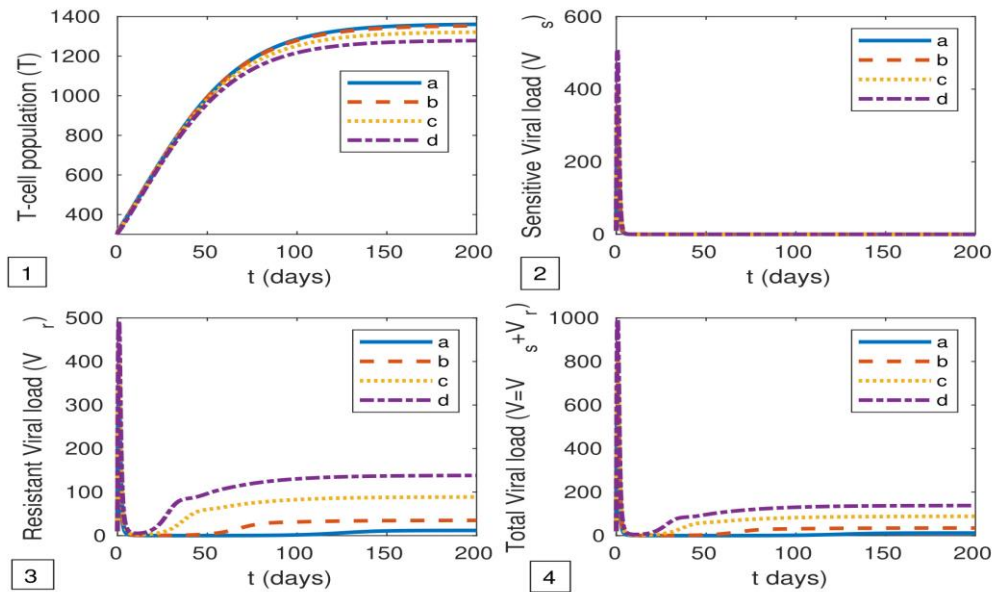 1400
1200
1000
800
600
400
T-cell population (T)
0 50 100 150 200
t (days)
a
b
c
d
1
600
400
200
0
Sensitive Viral load (V s)
0 50 100 150 200
t (days)
a
b
c
d
2
500
400
300
200
100
0
Resistant Viral load (V r)
0 50 100 150 200
t (days)
a
b
c
d
3
1000
800
600
400
200
0
Total Viral load (V=V s+V r)
0 50 100 150 200
t (days)
a
b
c
d
4